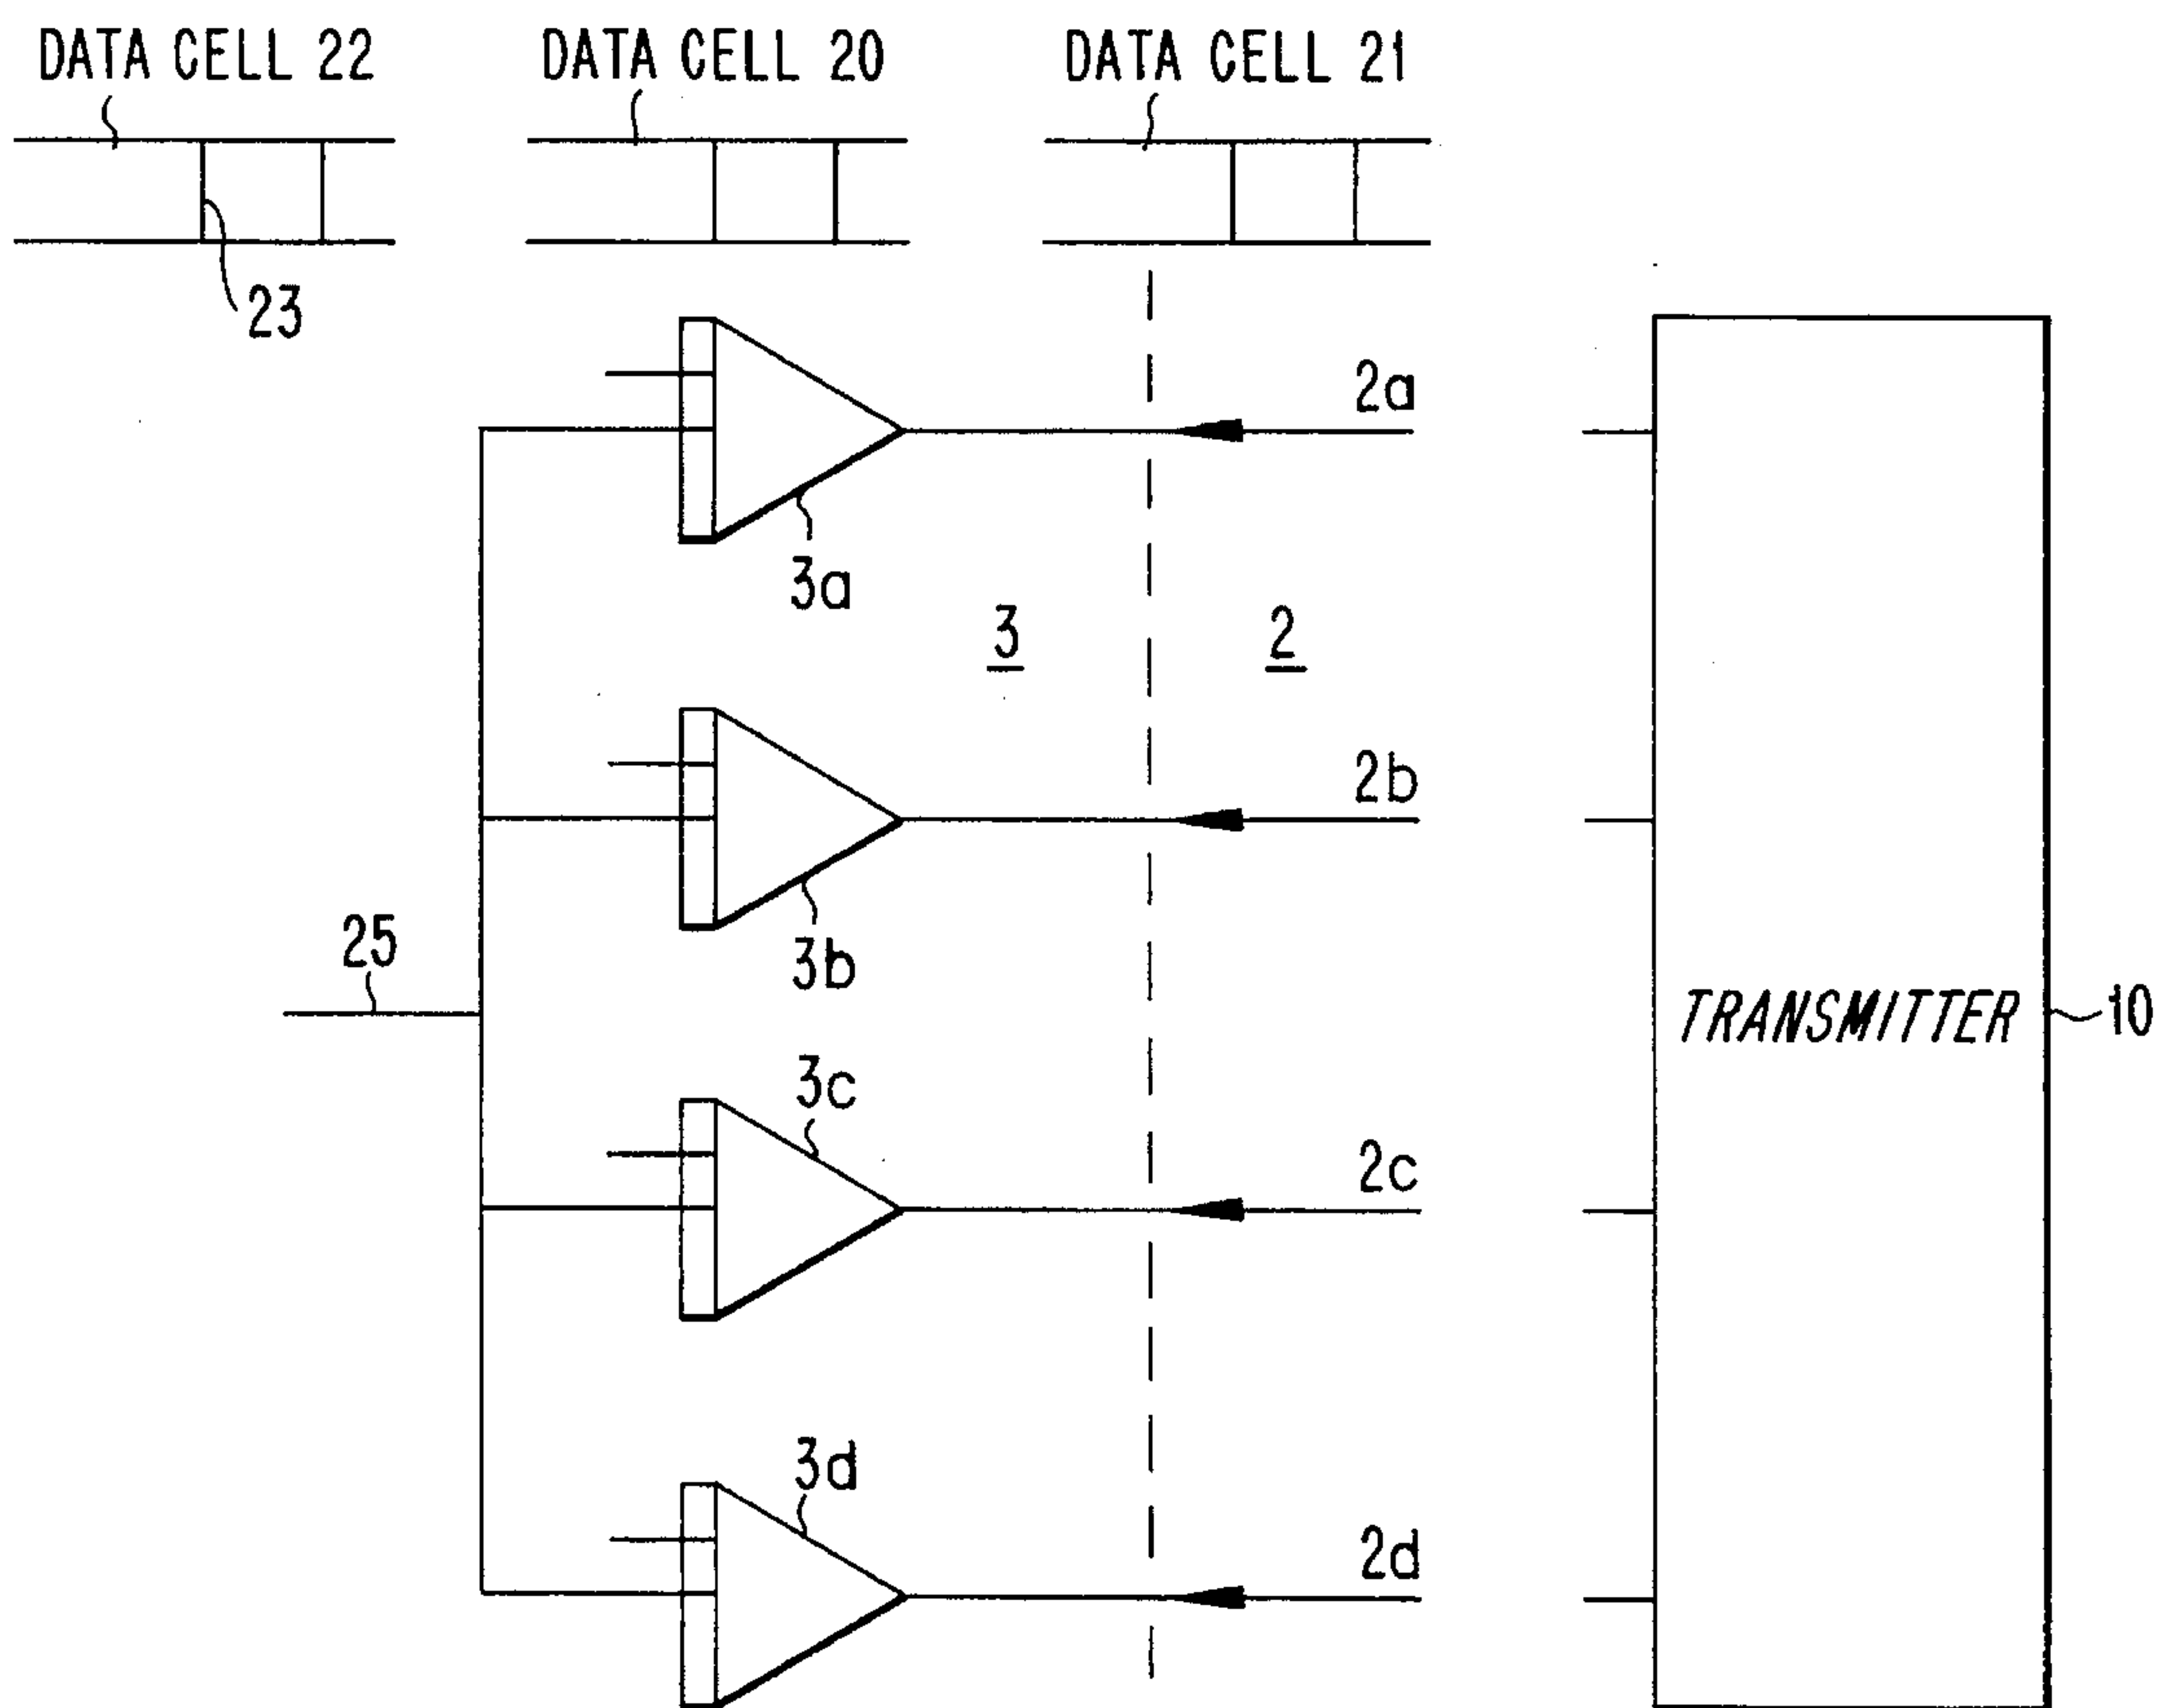 DATA CELL 22
DATA CELL 20
DATA CELL 21
23
2a
3a
3
2
2b
25
3b
TRANSMITTER
10
3c
2c
3d
2d